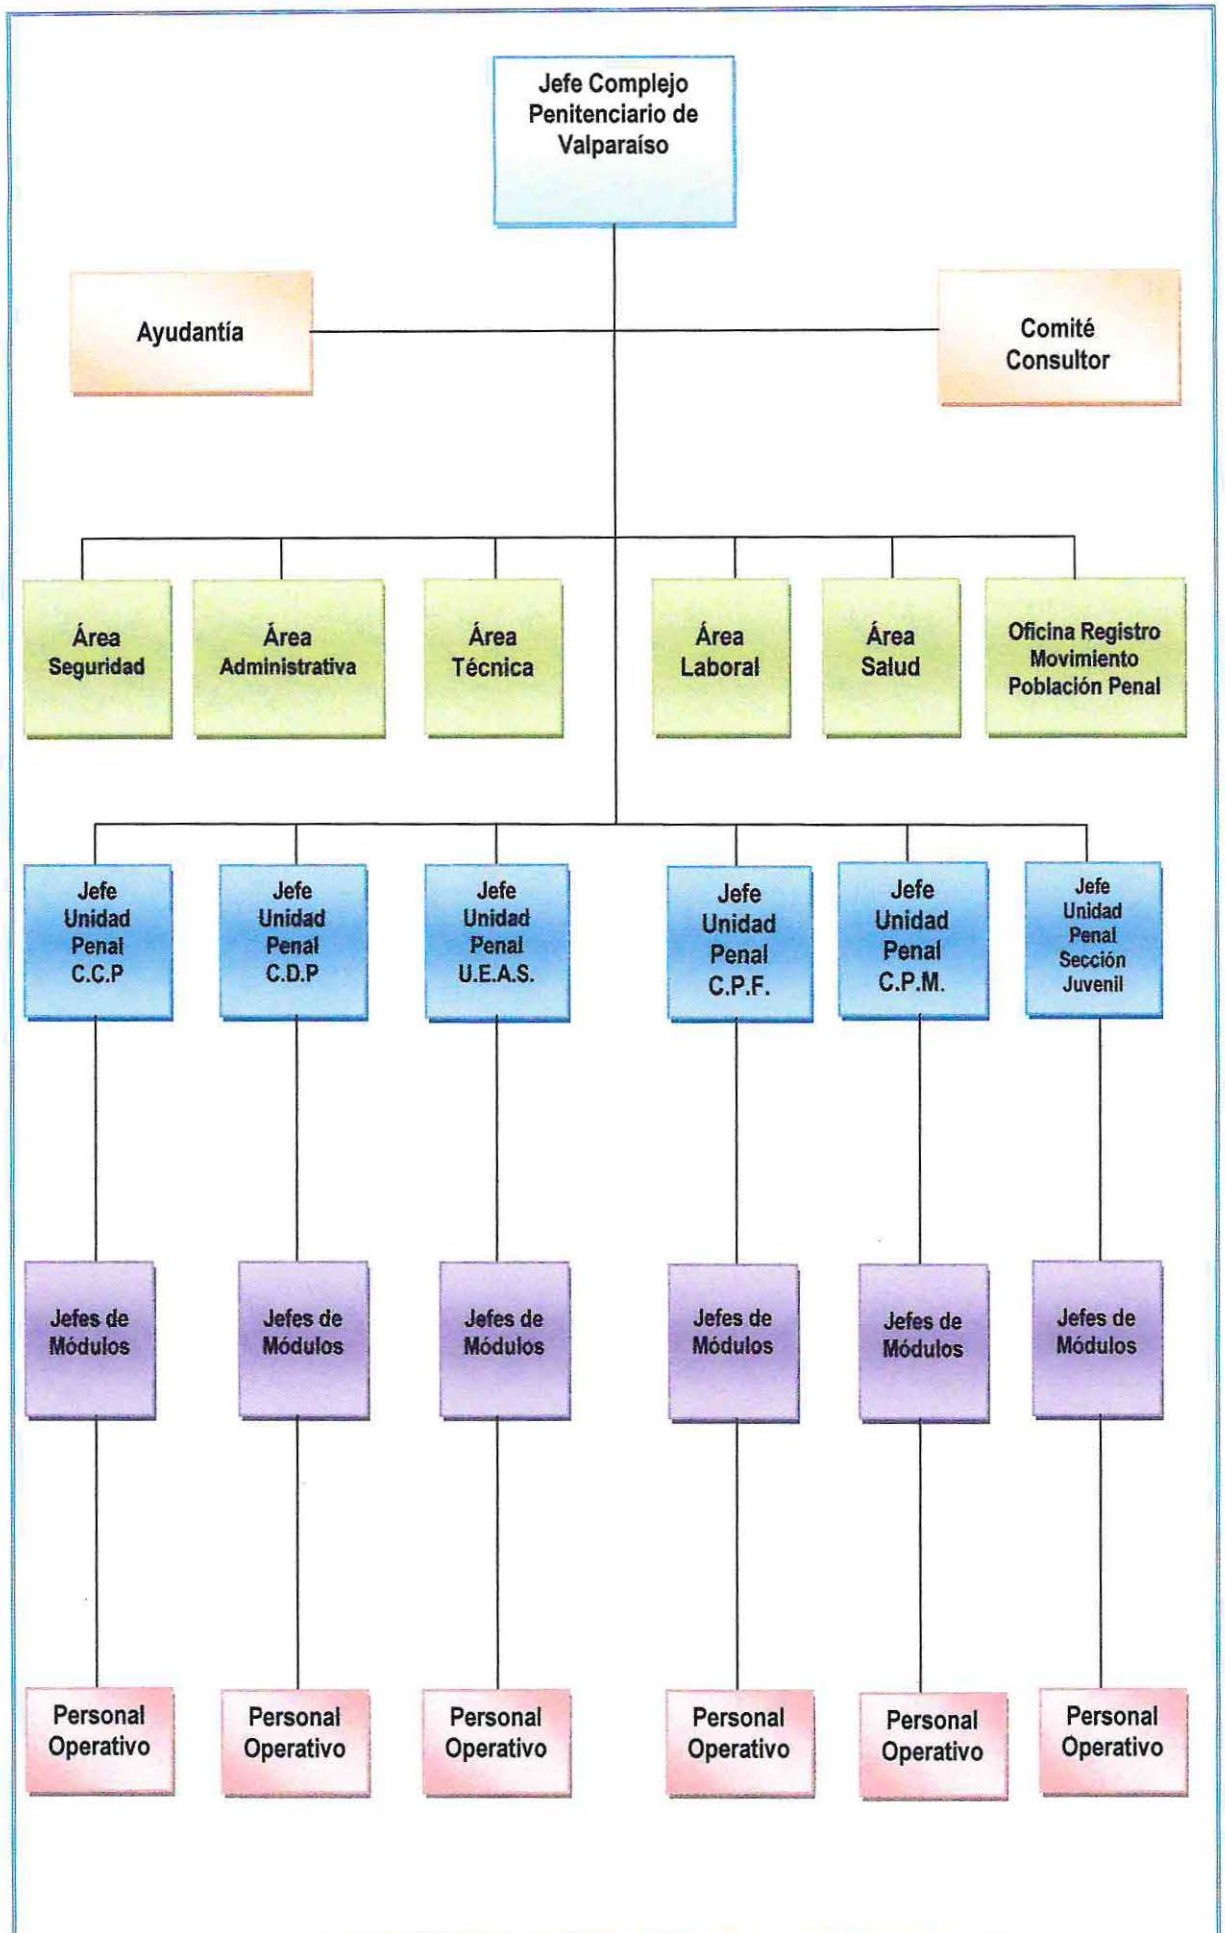 Jefe Complejo
Penitenciario de
Valparaíso
Ayudantía
Comité
Consultor
Área
Seguridad
Área
Administrativa
Área
Técnica
Área
Laboral
Área
Salud
Oficina Registro
Movimiento
Población Penal
Jefe
Unidad
Penal
C.C.P
Jefe
Unidad
Penal
C.D.P
Jefe
Unidad
Penal
U.E.A.S.
Jefe
Unidad
Penal
C.P.F.
Jefe
Unidad
Penal
C.P.M.
Jefe
Unidad
Penal
Sección
Juvenil
Jefes de
Módulos
Jefes de
Módulos
Jefes de
Módulos
Jefes de
Módulos
Jefes de
Módulos
Jefes de
Módulos
Personal
Operativo
Personal
Operativo
Personal
Operativo
Personal
Operativo
Personal
Operativo
Personal
Operativo